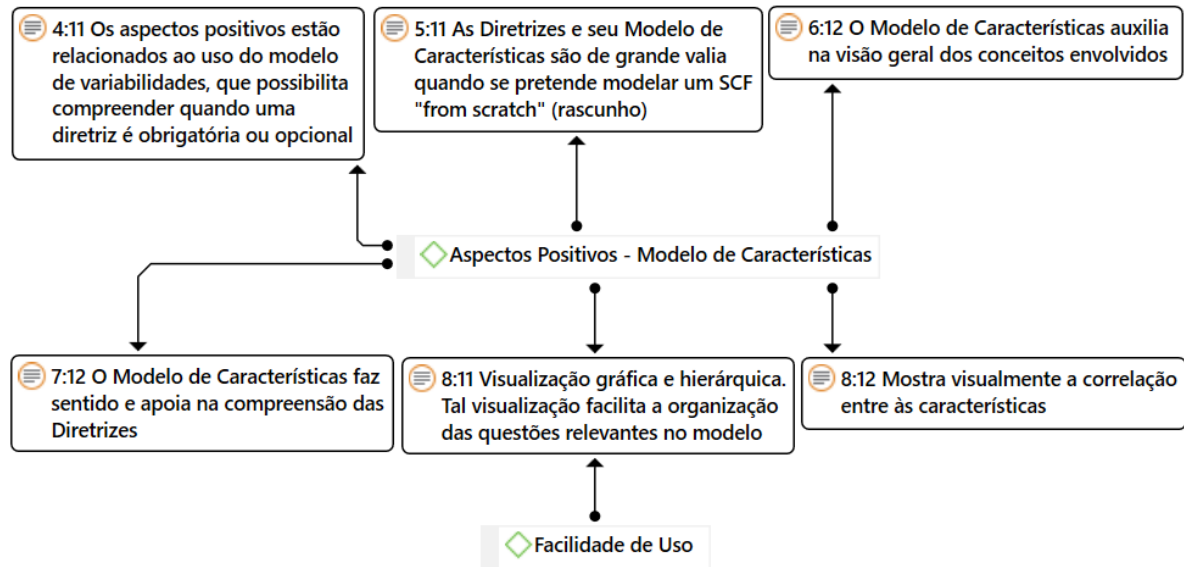 4:11 Os aspectos positivos estão
relacionados ao uso do modelo
de variabilidades, que possibilita
compreender quando uma
diretriz é obrigatória ou opcional
5:11 As Diretrizes e seu Modelo de
Características são de grande valia
quando se pretende modelar um SCF
"from scratch" (rascunho)
6:12 O Modelo de Características auxilia
na visão geral dos conceitos envolvidos
Aspectos Positivos - Modelo de Características
7:12 O Modelo de Características faz
sentido e apoia na compreensão das
Diretrizes
8:11 Visualização gráfica e hierárquica.
Tal visualização facilita a organização
das questões relevantes no modelo
8:12 Mostra visualmente a correlação
entre às características
Facilidade de Uso